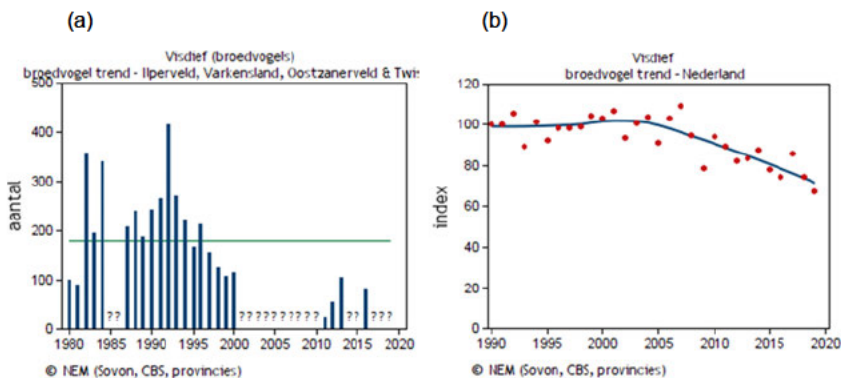 (a)
Visdief (broedvogels)
broedvogel trend - Ilperveld, Varkensland, Oostzanerveld & Twis
500
400
300
200
100
0
aantal
?? ?????????? ?? ???
1980 1985 1990 1995 2000 2005 2010 2015 2020
© NEM (Sovon, CBS, provincies)
(b)
Visdief
broedvogel trend - Nederland
120
100
80
60
40
20
0
index
1990 1995 2000 2005 2010 2015 2020
© NEM (Sovon, CBS, provincies)